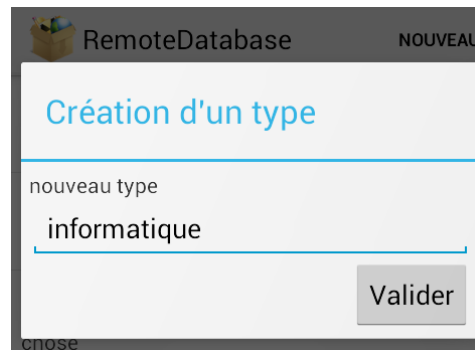 RemoteDatabase NOUVEAU
Création d'un type
nouveau type
informatique
Valider
chose